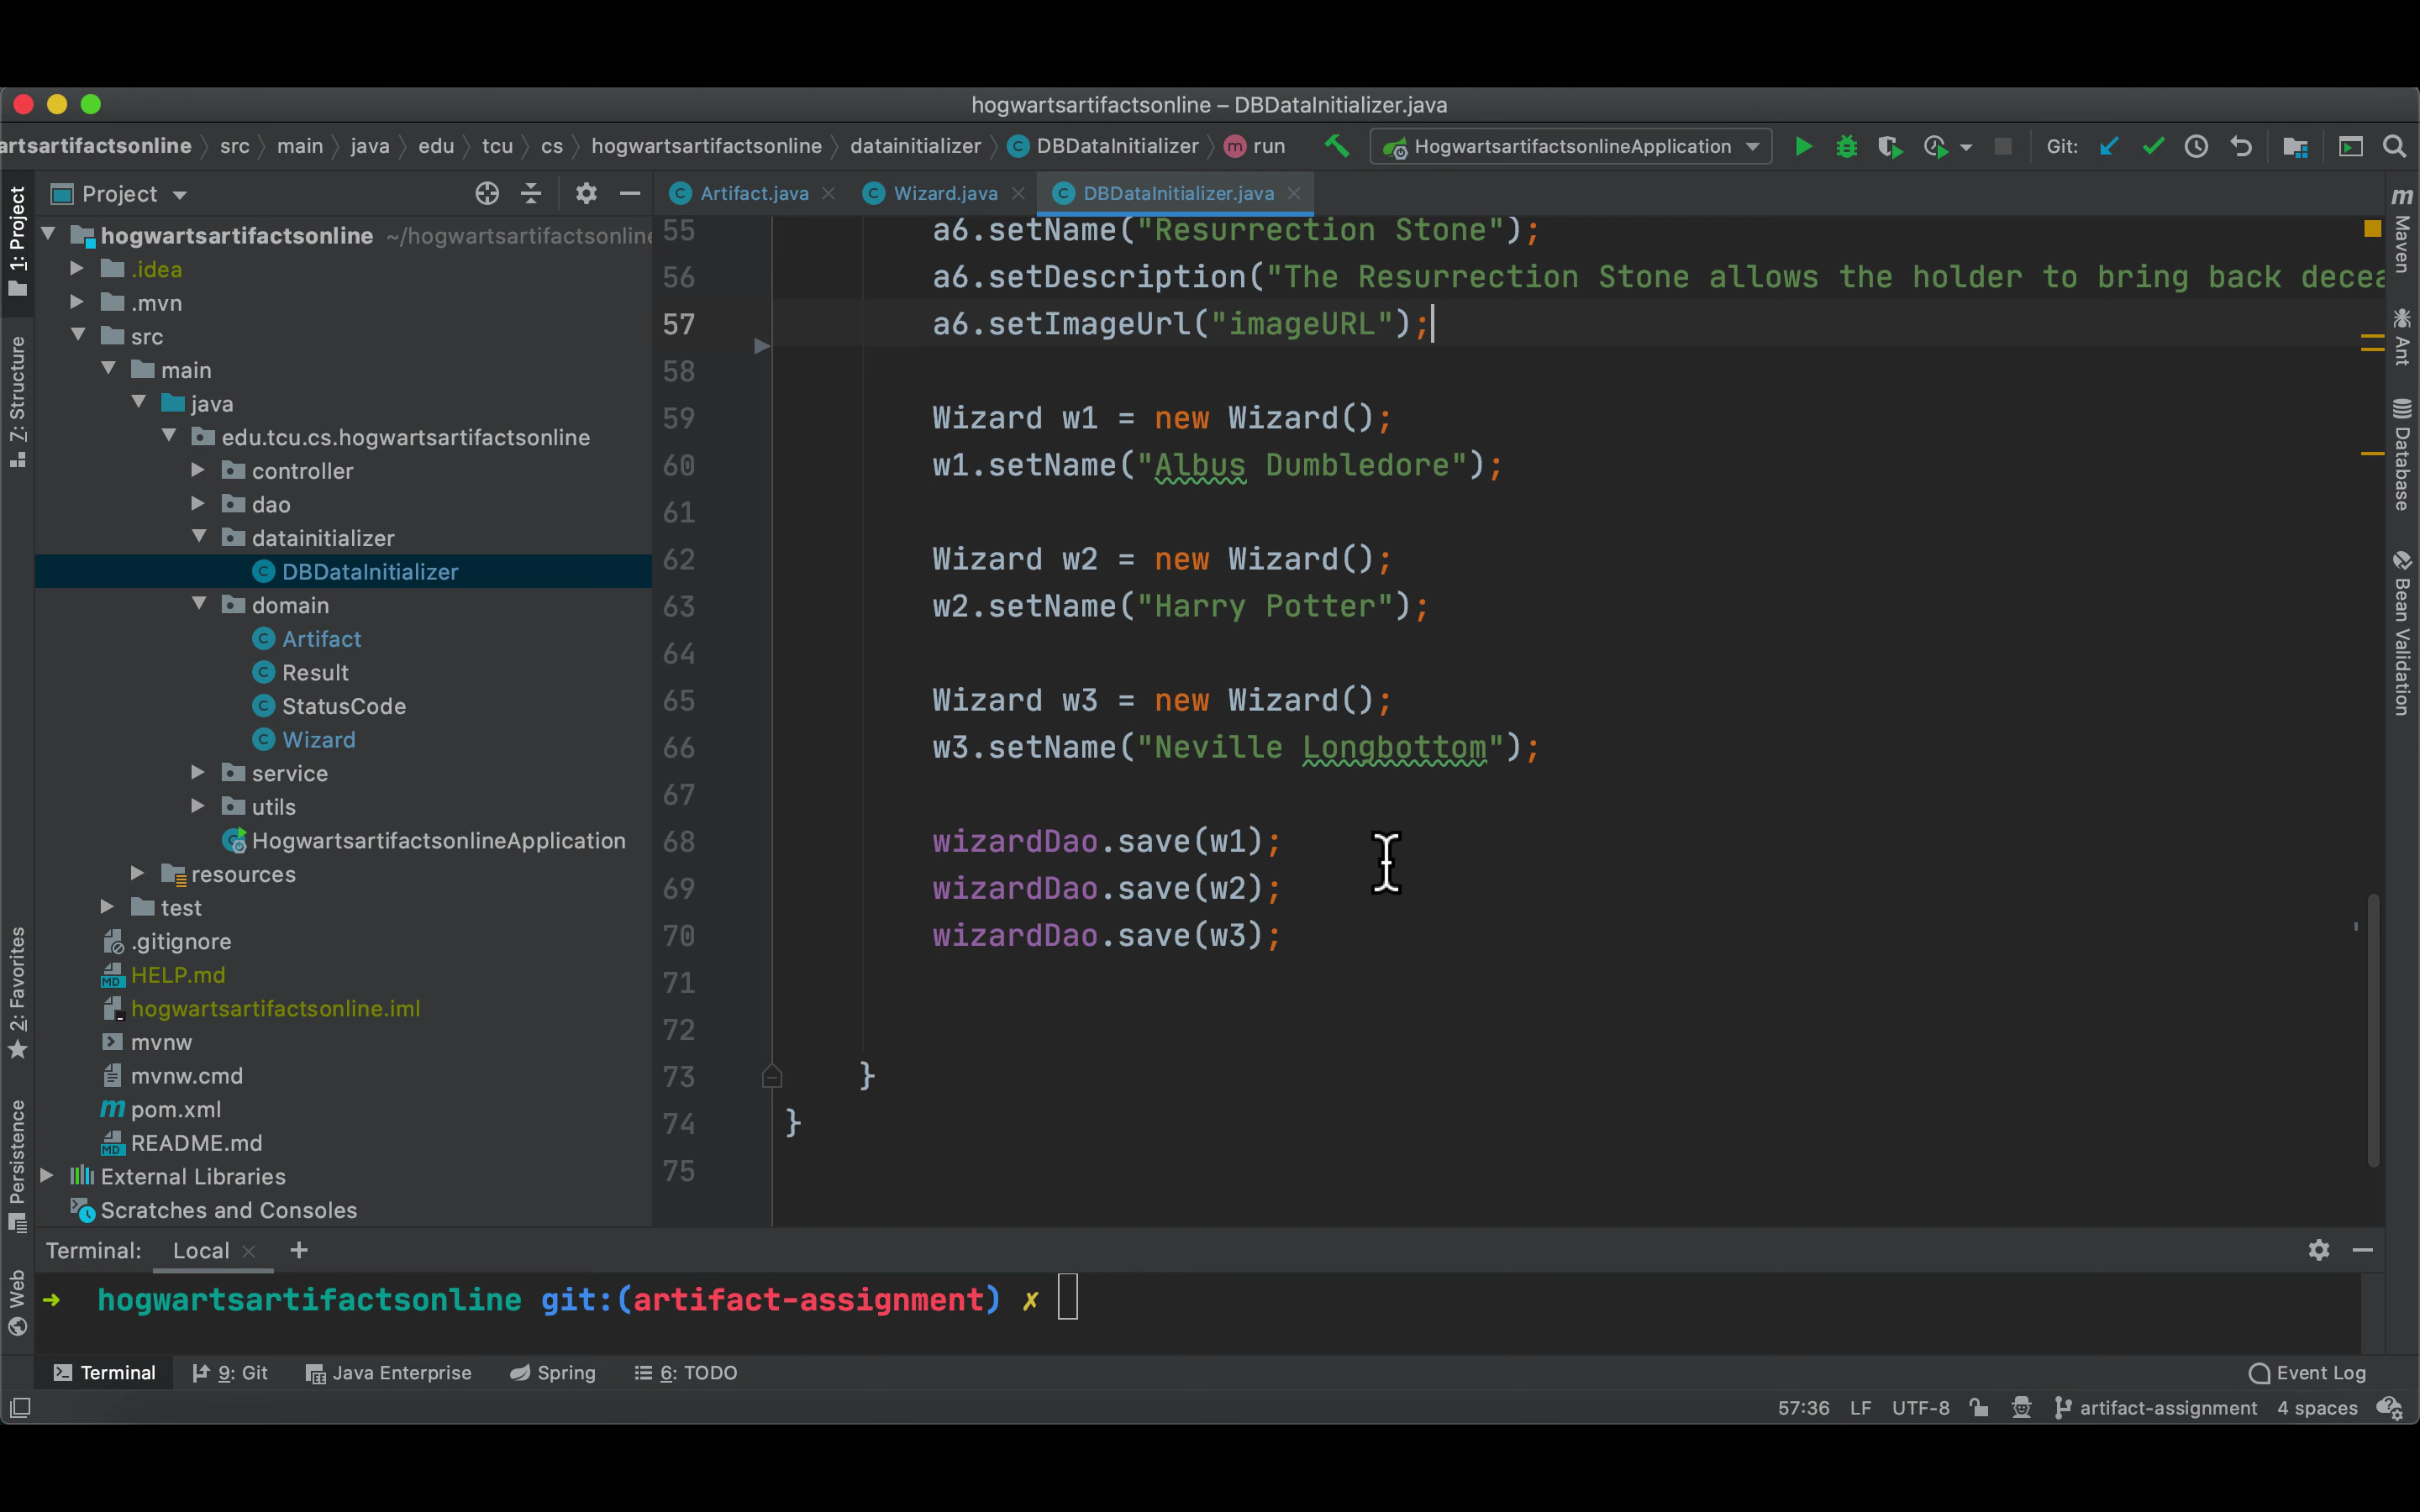 hogwartsartifactsonline – DBDataInitializer.java
artsartifactsonline src main java edu tcu cs hogwartsartifactsonline datainitializer DBDataInitializer run HogwartsartifactsonlineApplication Git:
1: Project
Z: Structure
2: Favorites
Persistence
Web
Project
hogwartsartifactsonline ~/hogwartsartifactsonline
.idea
.mvn
src
main
java
edu.tcu.cs.hogwartsartifactsonline
controller
dao
datainitializer
DBDataInitializer
domain
Artifact
Result
StatusCode
Wizard
service
utils
HogwartsartifactsonlineApplication
resources
test
.gitignore
HELP.md
hogwartsartifactsonline.iml
mvnw
mvnw.cmd
pom.xml
README.md
External Libraries
Scratches and Consoles
Artifact.java Wizard.java DBDataInitializer.java
55 a6.setName("Resurrection Stone");
56 a6.setDescription("The Resurrection Stone allows the holder to bring back decea
57 a6.setImageUrl("imageURL");
58
59 Wizard w1 = new Wizard();
60 w1.setName("Albus Dumbledore");
61
62 Wizard w2 = new Wizard();
63 w2.setName("Harry Potter");
64
65 Wizard w3 = new Wizard();
66 w3.setName("Neville Longbottom");
67
68 wizardDao.save(w1);
69 wizardDao.save(w2);
70 wizardDao.save(w3);
71
72
73 }
74 }
75
Maven
Ant
Database
Bean Validation
Terminal: Local +
→ hogwartsartifactsonline git:(artifact-assignment) ✗
Terminal 9: Git Java Enterprise Spring 6: TODO Event Log
57:36 LF UTF-8 artifact-assignment 4 spaces